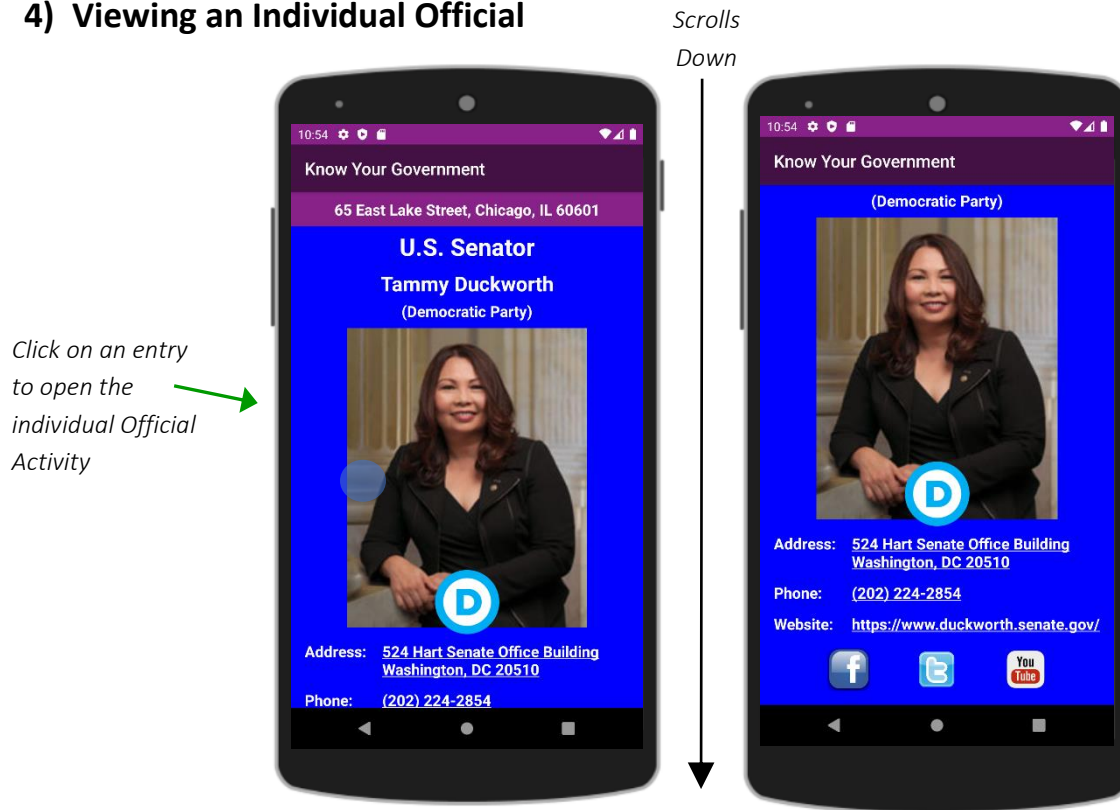 4) Viewing an Individual Official
Scrolls
Down
Click on an entry
to open the
individual Official
Activity
10:54
Know Your Government
65 East Lake Street, Chicago, IL 60601
U.S. Senator
Tammy Duckworth
(Democratic Party)
D
Address: 524 Hart Senate Office Building
Washington, DC 20510
Phone: (202) 224-2854
10:54
Know Your Government
(Democratic Party)
D
Address: 524 Hart Senate Office Building
Washington, DC 20510
Phone: (202) 224-2854
Website: https://www.duckworth.senate.gov/
f
t
You
Tube